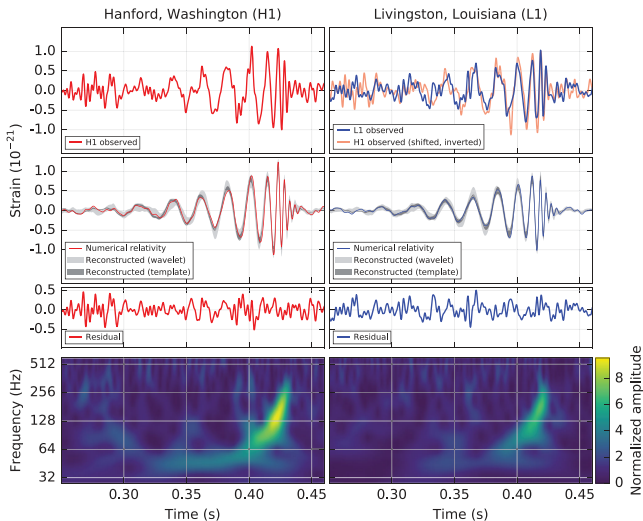 Hanford, Washington (H1)
Livingston, Louisiana (L1)
1.0
0.5
0.0
-0.5
-1.0
H1 observed
L1 observed
H1 observed (shifted, inverted)
Strain (10⁻²¹)
1.0
0.5
0.0
-0.5
-1.0
Numerical relativity
Reconstructed (wavelet)
Reconstructed (template)
Numerical relativity
Reconstructed (wavelet)
Reconstructed (template)
0.5
0.0
-0.5
Residual
Residual
Frequency (Hz)
512
256
128
64
32
8
6
4
2
0
Normalized amplitude
0.30
0.35
0.40
0.45
0.30
0.35
0.40
0.45
Time (s)
Time (s)